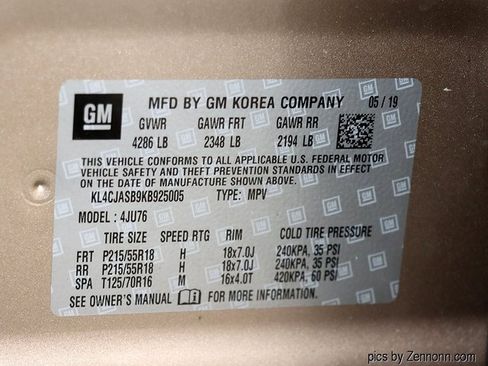 GM MFD BY GM KOREA COMPANY 05/19
GVWR GAWR FRT GAWR RR
4286 LB 2348 LB 2194 LB
THIS VEHICLE CONFORMS TO ALL APPLICABLE U.S. FEDERAL MOTOR
VEHICLE SAFETY AND THEFT PREVENTION STANDARDS IN EFFECT
ON THE DATE OF MANUFACTURE SHOWN ABOVE.
KL4CJASB9KB925005 TYPE: MPV
MODEL : 4JU76
TIRE SIZE SPEED RTG RIM COLD TIRE PRESSURE
FRT P215/55R18 H 18x7.0J 240KPA, 35 PSI
RR P215/55R18 H 18x7.0J 240KPA, 35 PSI
SPA T125/70R16 M 16x4.0T 420KPA, 60 PSI
SEE OWNER'S MANUAL FOR MORE INFORMATION.
pics by Zennonn.com